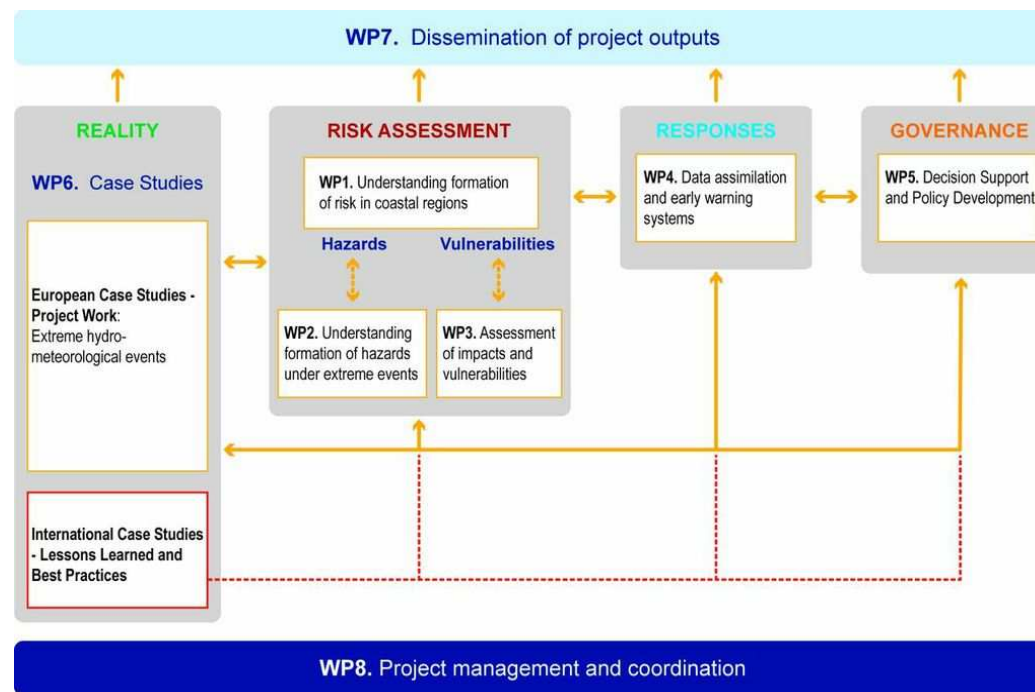 WP7. Dissemination of project outputs
REALITY
WP6. Case Studies
European Case Studies -
Project Work:
Extreme hydro-
meteorological events
International Case Studies
- Lessons Learned and
Best Practices
RISK ASSESSMENT
WP1. Understanding formation
of risk in coastal regions
Hazards
Vulnerabilities
WP2. Understanding
formation of hazards
under extreme events
WP3. Assessment
of impacts and
vulnerabilities
RESPONSES
WP4. Data assimilation
and early warning
systems
GOVERNANCE
WP5. Decision Support
and Policy Development
WP8. Project management and coordination